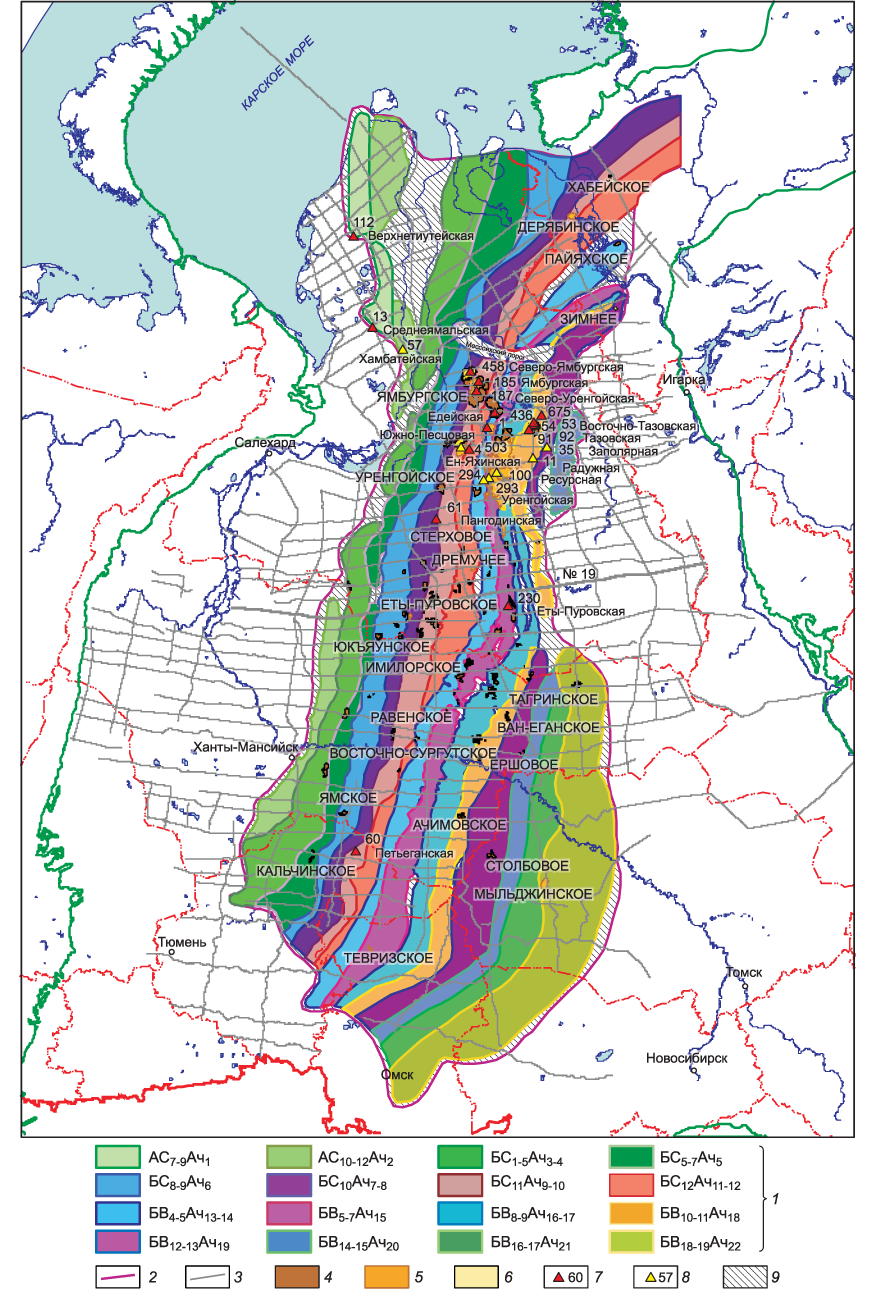 КАРСКОЕ МОРЕ
ХАБЕЙСКОЕ
112
ДЕРЯБИНСКОЕ
Верхнетиутейская
ПАЙЯХСКОЕ
13
ЗИМНЕЕ
Среднеямальская
57
Мессояхский порог
Хамбатейская
458 Северо-Ямбургская
185 Ямбургская
Игарка
ЯМБУРГСКОЕ
187 Северо-Уренгойская
Едейская
436
675
54
53 Восточно-Тазовская
Южно-Песцовая
91
92 Тазовская
Салехард
4
503
35 Заполярная
Ен-Яхинская
11
Радужная
УРЕНГОЙСКОЕ
294
100
Ресурсная
293
Уренгойская
61
Пангодинская
СТЕРХОВОЕ
ДРЕМУЧЕЕ
№ 19
ЕТЫ-ПУРОВСКОЕ
230
Еты-Пуровская
ЮКЪЯУНСКОЕ
ИМИЛОРСКОЕ
ТАГРИНСКОЕ
РАВЕНСКОЕ
ВАН-ЕГАНСКОЕ
Ханты-Мансийск
ВОСТОЧНО-СУРГУТСКОЕ
ЕРШОВОЕ
ЯМСКОЕ
АЧИМОВСКОЕ
60
Петьеганская
КАЛЬЧИНСКОЕ
СТОЛБОВОЕ
МЫЛЬДЖИНСКОЕ
Тюмень
ТЕВРИЗСКОЕ
Томск
Новосибирск
Омск
АС7-9Ач1 АС10-12Ач2 БС1-5Ач3-4 БС5-7Ач5
БС8-9Ач6 БС10Ач7-8 БС11Ач9-10 БС12Ач11-12 1
БВ4-5Ач13-14 БВ5-7Ач15 БВ8-9Ач16-17 БВ10-11Ач18
БВ12-13Ач19 БВ14-15Ач20 БВ16-17Ач21 БВ18-19Ач22
2 3 4 5 6 60 7 57 8 9